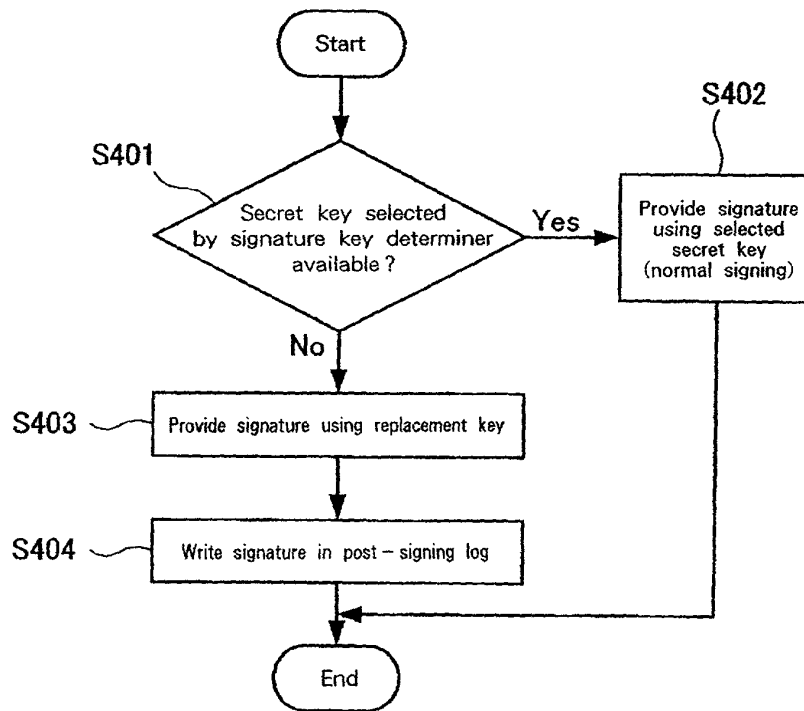 Start
S401
Secret key selected
by signature key determiner
available ?
Yes
S402
Provide signature
using selected
secret key
(normal signing)
No
S403
Provide signature using replacement key
S404
Write signature in post－signing log
End